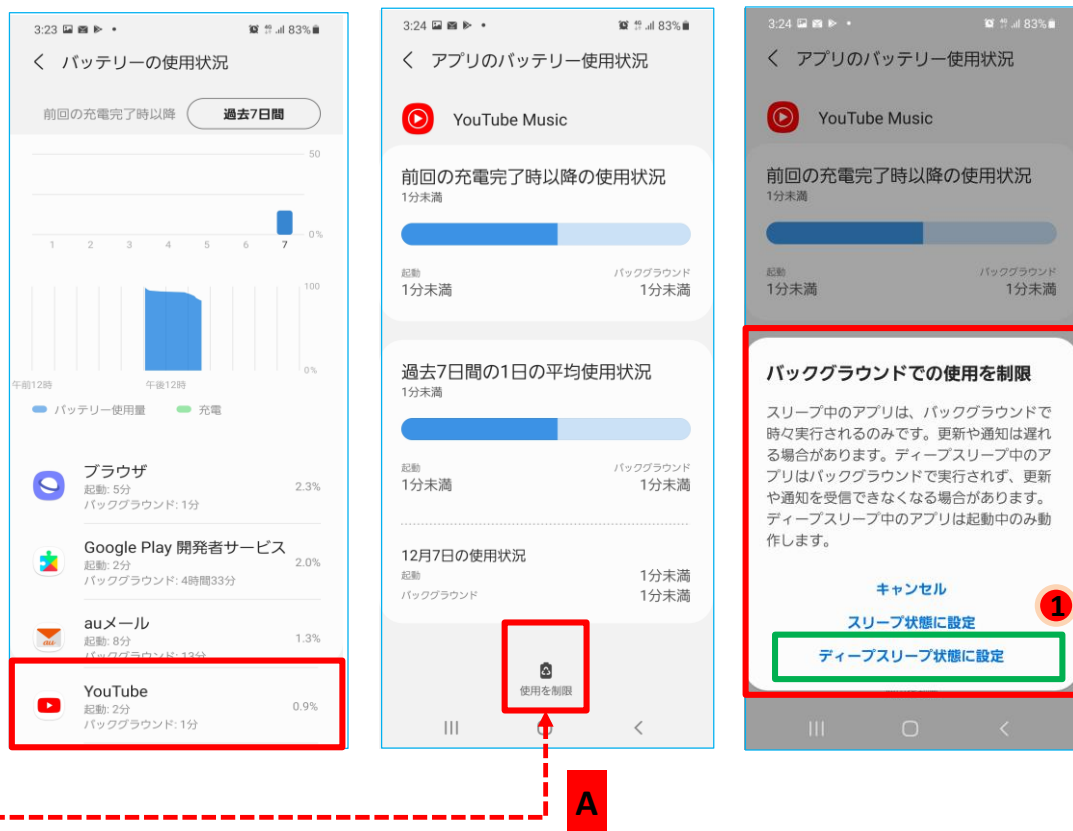 3:23
83%
バッテリーの使用状況
前回の充電完了時以降
過去7日間
50
0%
1 2 3 4 5 6 7
100
0%
午前12時 午後12時
バッテリー使用量 充電
ブラウザ
起動: 5分
2.3%
バックグラウンド: 1分
Google Play 開発者サービス
起動: 2分
2.0%
バックグラウンド: 4時間33分
auメール
起動: 8分
1.3%
バックグラウンド: 13分
YouTube
起動: 2分
0.9%
バックグラウンド: 1分
3:24
83%
アプリのバッテリー使用状況
YouTube Music
前回の充電完了時以降の使用状況
1分未満
起動 バックグラウンド
1分未満 1分未満
過去7日間の1日の平均使用状況
1分未満
起動 バックグラウンド
1分未満 1分未満
12月7日の使用状況
起動 1分未満
バックグラウンド 1分未満
使用を制限
A
3:24
83%
アプリのバッテリー使用状況
YouTube Music
前回の充電完了時以降の使用状況
1分未満
起動 バックグラウンド
1分未満 1分未満
バックグラウンドでの使用を制限
スリープ中のアプリは、バックグラウンドで
時々実行されるのみです。更新や通知は遅れ
る場合があります。ディープスリープ中のア
プリはバックグラウンドで実行されず、更新
や通知を受信できなくなる場合があります。
ディープスリープ中のアプリは起動中のみ動
作します。
キャンセル
1
スリープ状態に設定
ディープスリープ状態に設定